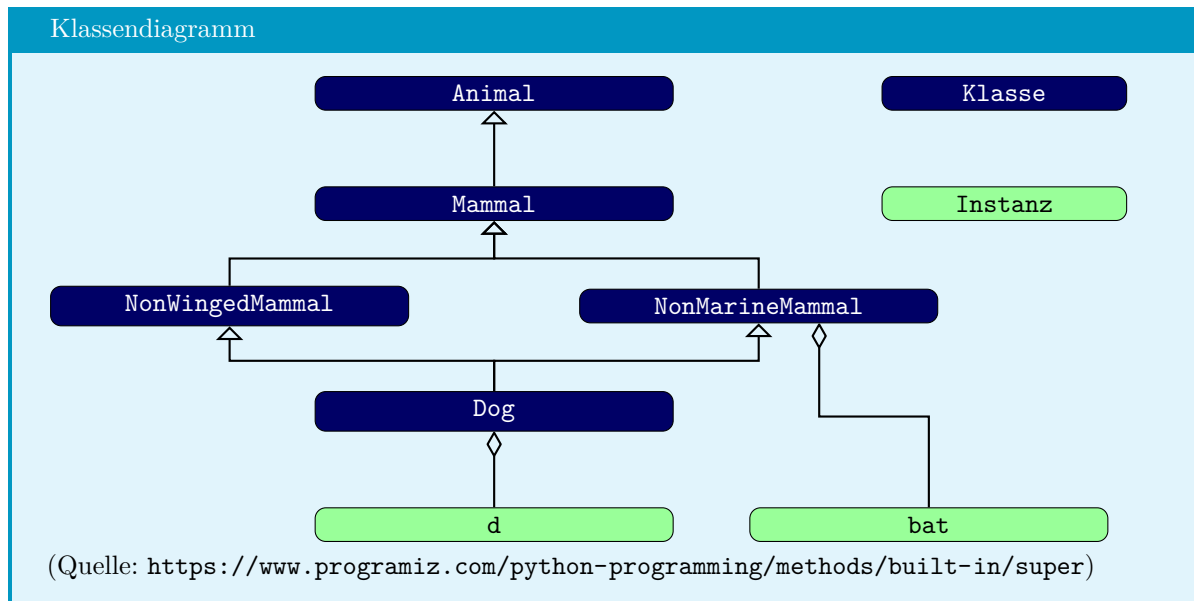 Klassendiagramm
Animal
Klasse
Mammal
Instanz
NonWingedMammal
NonMarineMammal
Dog
d
bat
(Quelle: https://www.programiz.com/python-programming/methods/built-in/super)